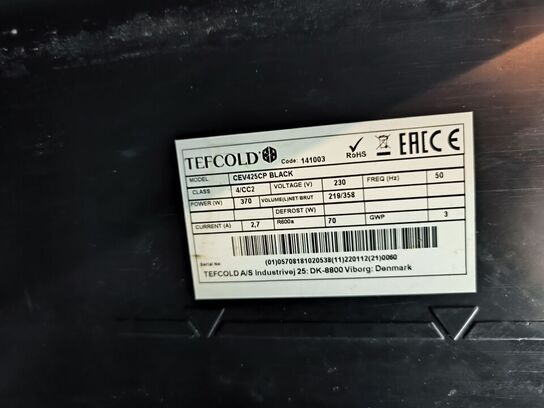 TEFCOLD Code: 141003 RoHS EAC CE
MODEL CEV425CP BLACK
CLASS 4/CC2 VOLTAGE (V) 230 FREQ (Hz) 50
POWER (W) 370 VOLUME(L)NET/BRUT 219/358
DEFROST (W)
CURRENT (A) 2,7 R600a 70 GWP 3
Serial No:
(01)05708181020538(11)220112(21)0060
TEFCOLD A/S Industrivej 25: DK-8800 Viborg: Denmark